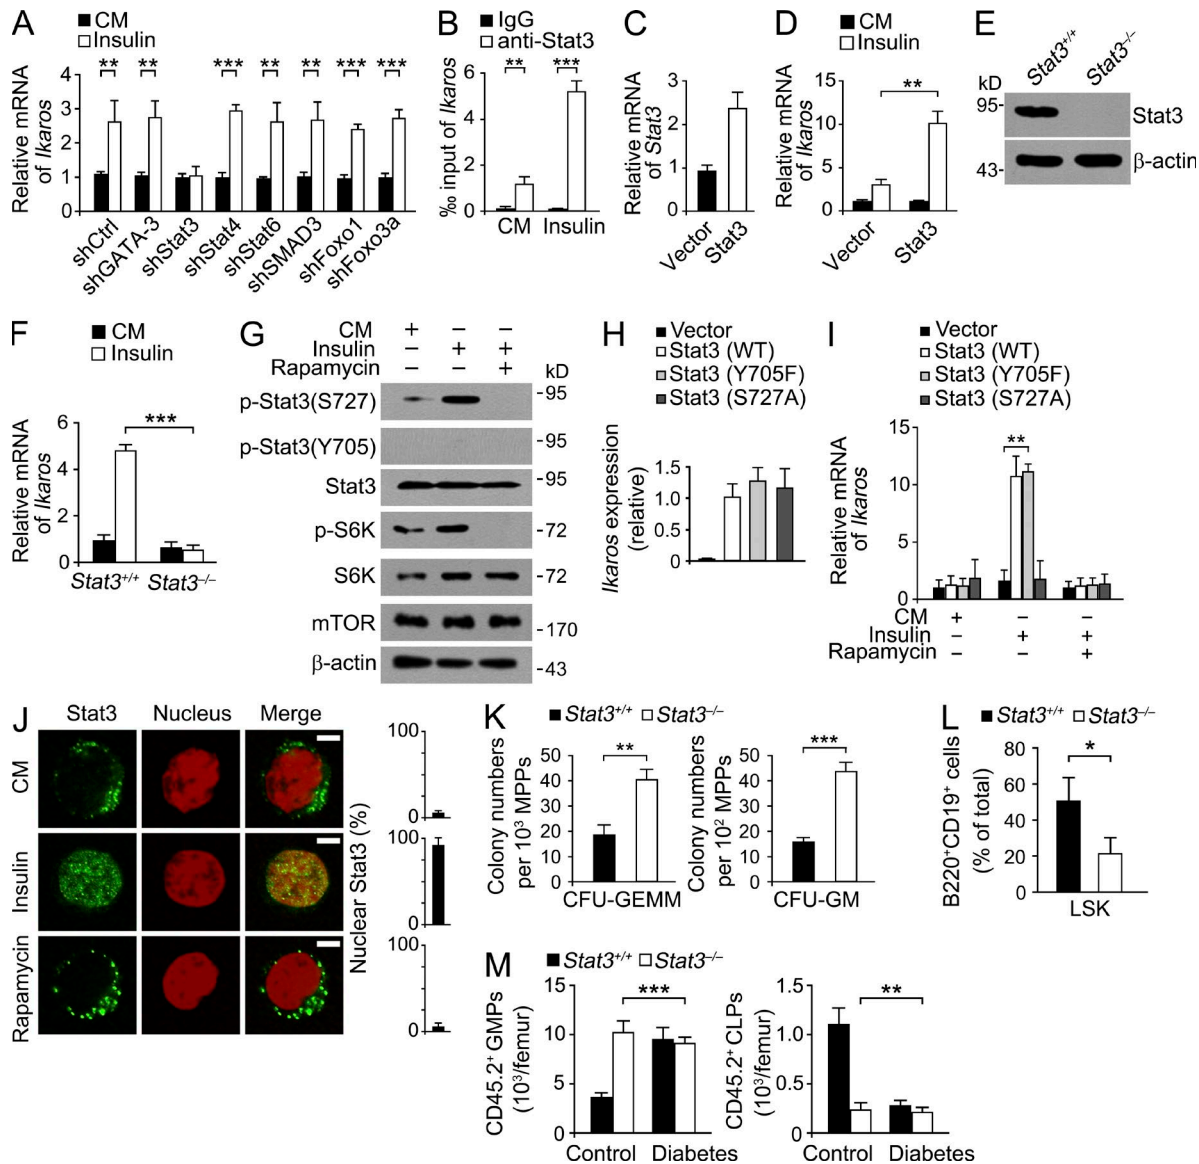 A
CM
Insulin
** ** *** ** ** *** ***
Relative mRNA
of Ikaros
4
3
2
1
0
shCtrl
shGATA-3
shStat3
shStat4
shStat6
shSMAD3
shFoxo1
shFoxo3a
B
IgG
anti-Stat3
** ***
‰ input of Ikaros
6
4
2
0
CM Insulin
C
Relative mRNA
of Stat3
3
2
1
0
Vector
Stat3
D
CM
Insulin
**
Relative mRNA
of Ikaros
15
10
5
0
Vector
Stat3
E
Stat3+/+
Stat3–/–
kD
95-
Stat3
43-
β-actin
F
CM
Insulin
***
Relative mRNA
of Ikaros
6
4
2
0
Stat3+/+ Stat3–/–
G
CM + – –
Insulin – + +
Rapamycin – – +
kD
p-Stat3(S727) -95
p-Stat3(Y705) -95
Stat3 -95
p-S6K -72
S6K -72
mTOR -170
β-actin -43
H
Vector
Stat3 (WT)
Stat3 (Y705F)
Stat3 (S727A)
Ikaros expression
(relative)
1.5
1.0
0.5
0
I
Vector
Stat3 (WT)
Stat3 (Y705F)
Stat3 (S727A)
**
Relative mRNA
of Ikaros
15
10
5
0
CM + – –
Insulin – + +
Rapamycin – – +
J
Stat3 Nucleus Merge
CM
Insulin
Rapamycin
Nuclear Stat3 (%)
100
0
100
0
100
0
K
Stat3+/+ Stat3–/–
**
Colony numbers
per 10³ MPPs
50
40
30
20
10
0
CFU-GEMM
***
Colony numbers
per 10² MPPs
50
40
30
20
10
0
CFU-GM
L
Stat3+/+ Stat3–/–
*
B220+CD19+ cells
(% of total)
80
60
40
20
0
LSK
M
Stat3+/+ Stat3–/–
***
CD45.2+ GMPs
(10³/femur)
15
10
5
0
Control Diabetes
**
CD45.2+ CLPs
(10³/femur)
1.5
1.0
0.5
0
Control Diabetes